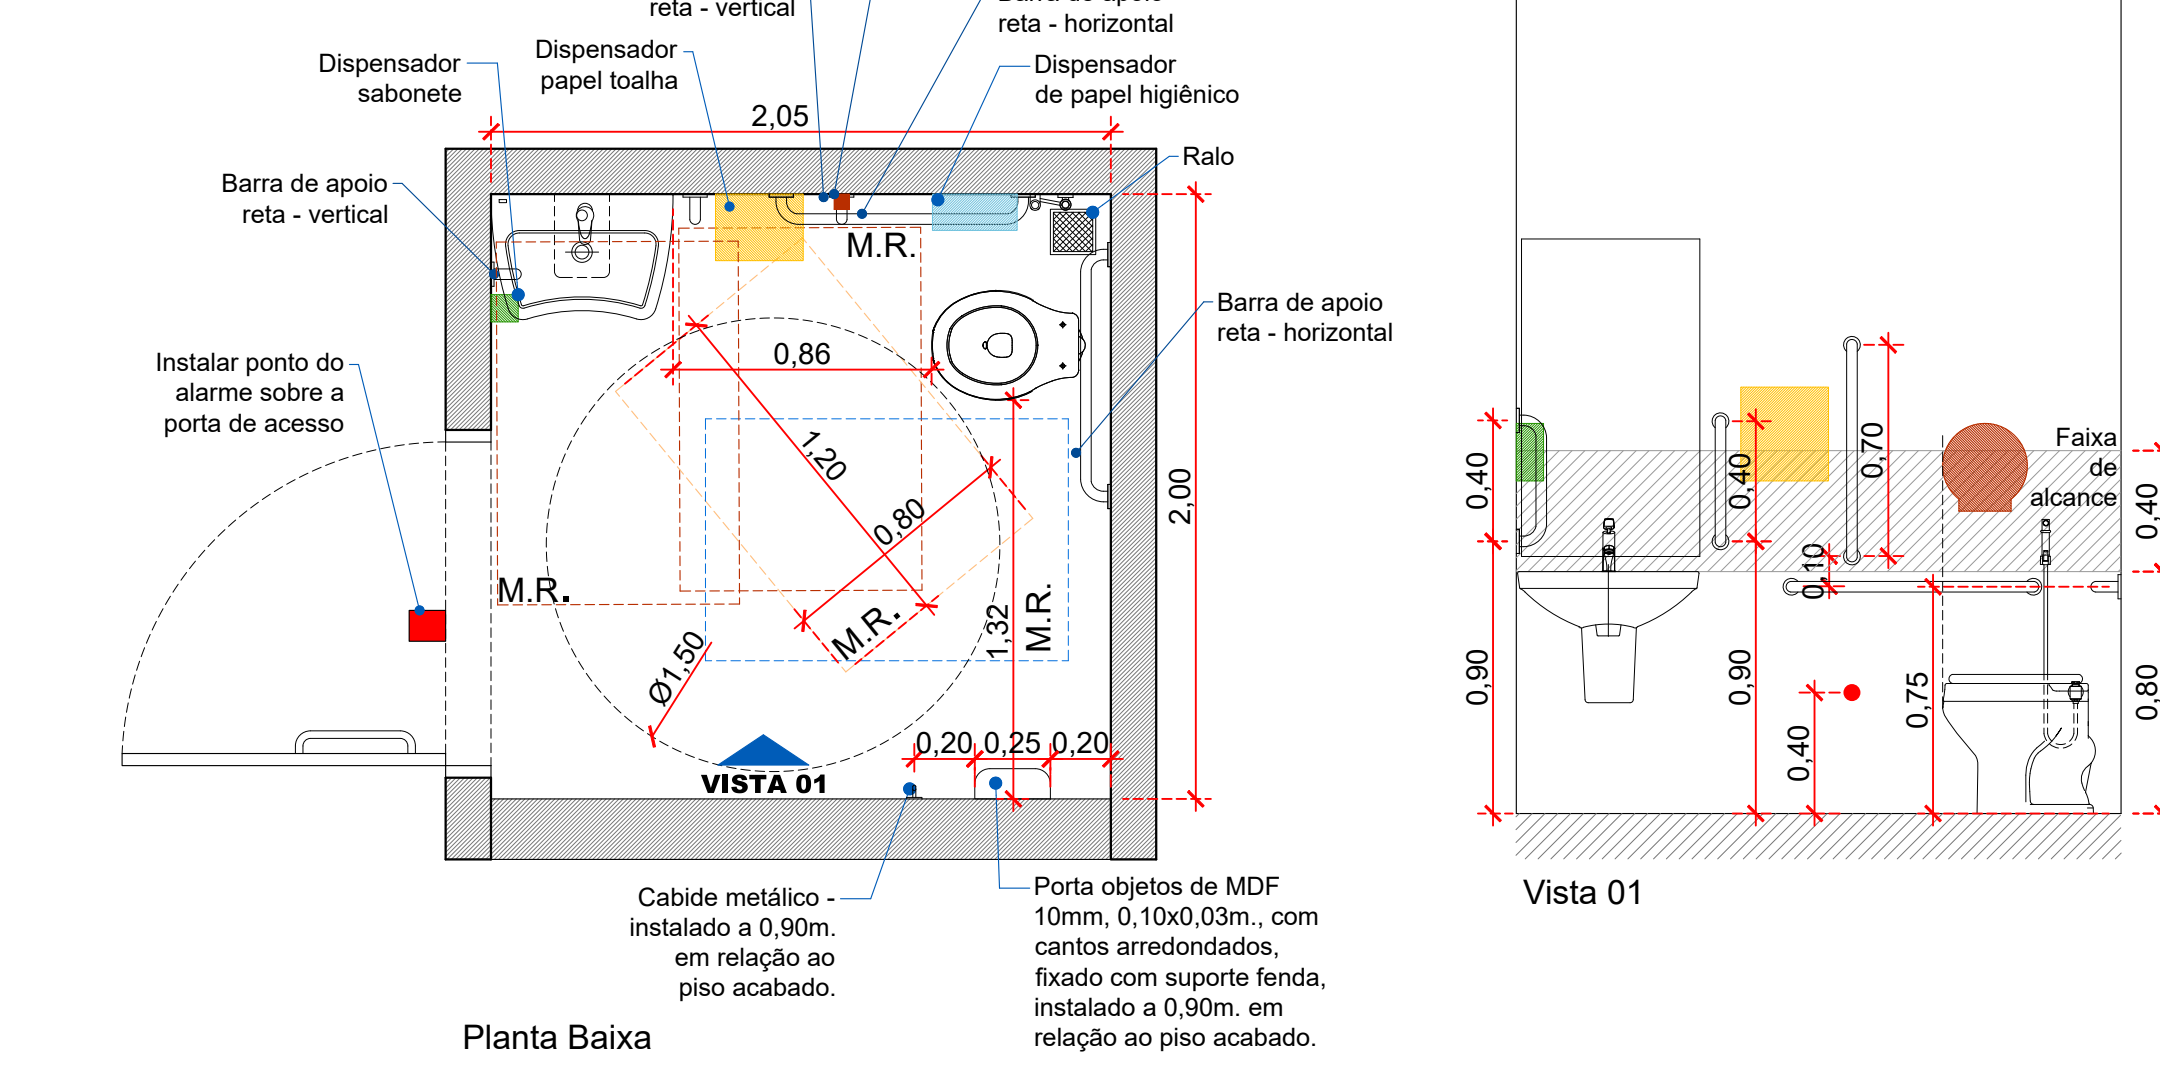 reta - vertical
reta - horizontal
Dispensador
papel toalha
Dispensador
sabonete
Dispensador
de papel higiênico
2,05
Ralo
Barra de apoio
reta - vertical
M.R.
Barra de apoio
reta - horizontal
Instalar ponto do
alarme sobre a
porta de acesso
0,86
1,20
0,80
2,00
M.R.
M.R.
1,32
M.R.
Ø1,50
0,20
0,25
0,20
VISTA 01
Cabide metálico -
instalado a 0,90m.
em relação ao
piso acabado.
Porta objetos de MDF
10mm, 0,10x0,03m., com
cantos arredondados,
fixado com suporte fenda,
instalado a 0,90m. em
relação ao piso acabado.
Planta Baixa
0,40
0,40
0,70
Faixa
de
alcance
0,40
0,10
0,90
0,90
0,40
0,75
0,80
Vista 01